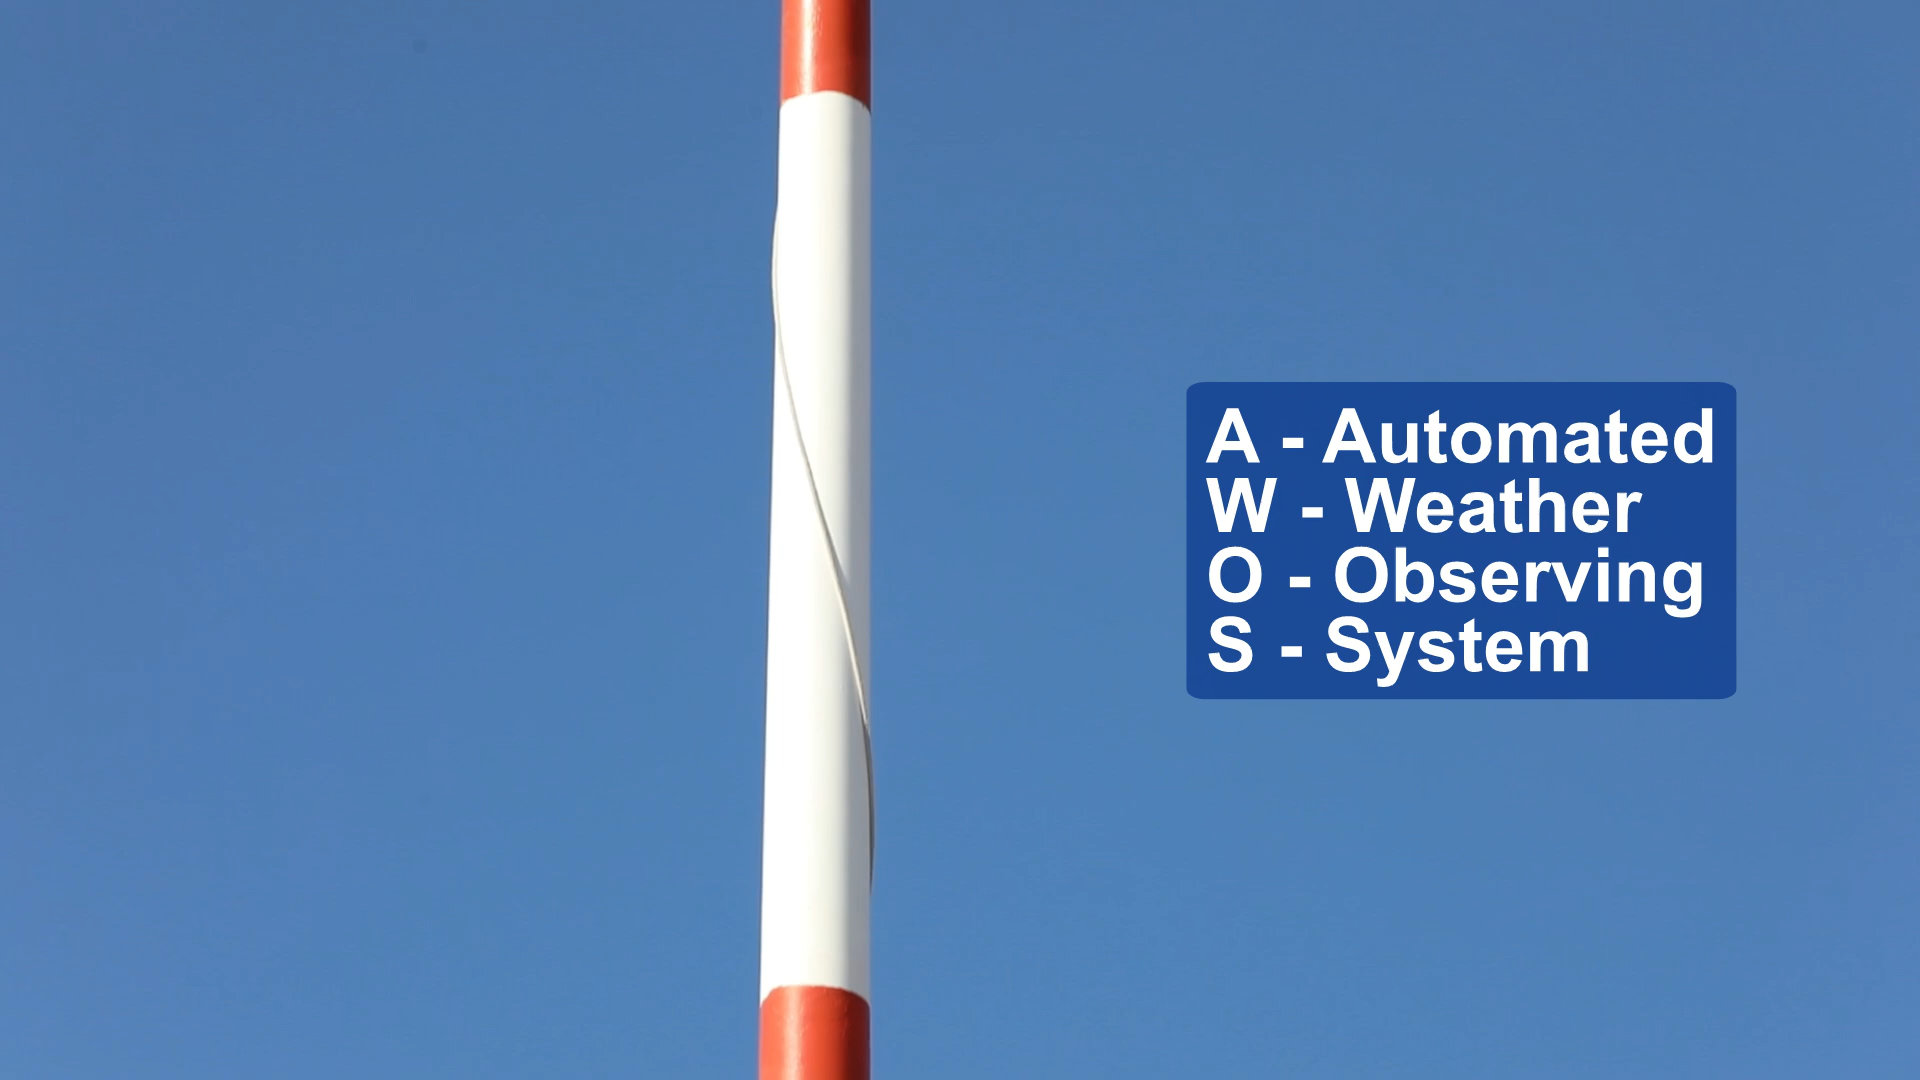 A - Automated
W - Weather
O - Observing
S - System